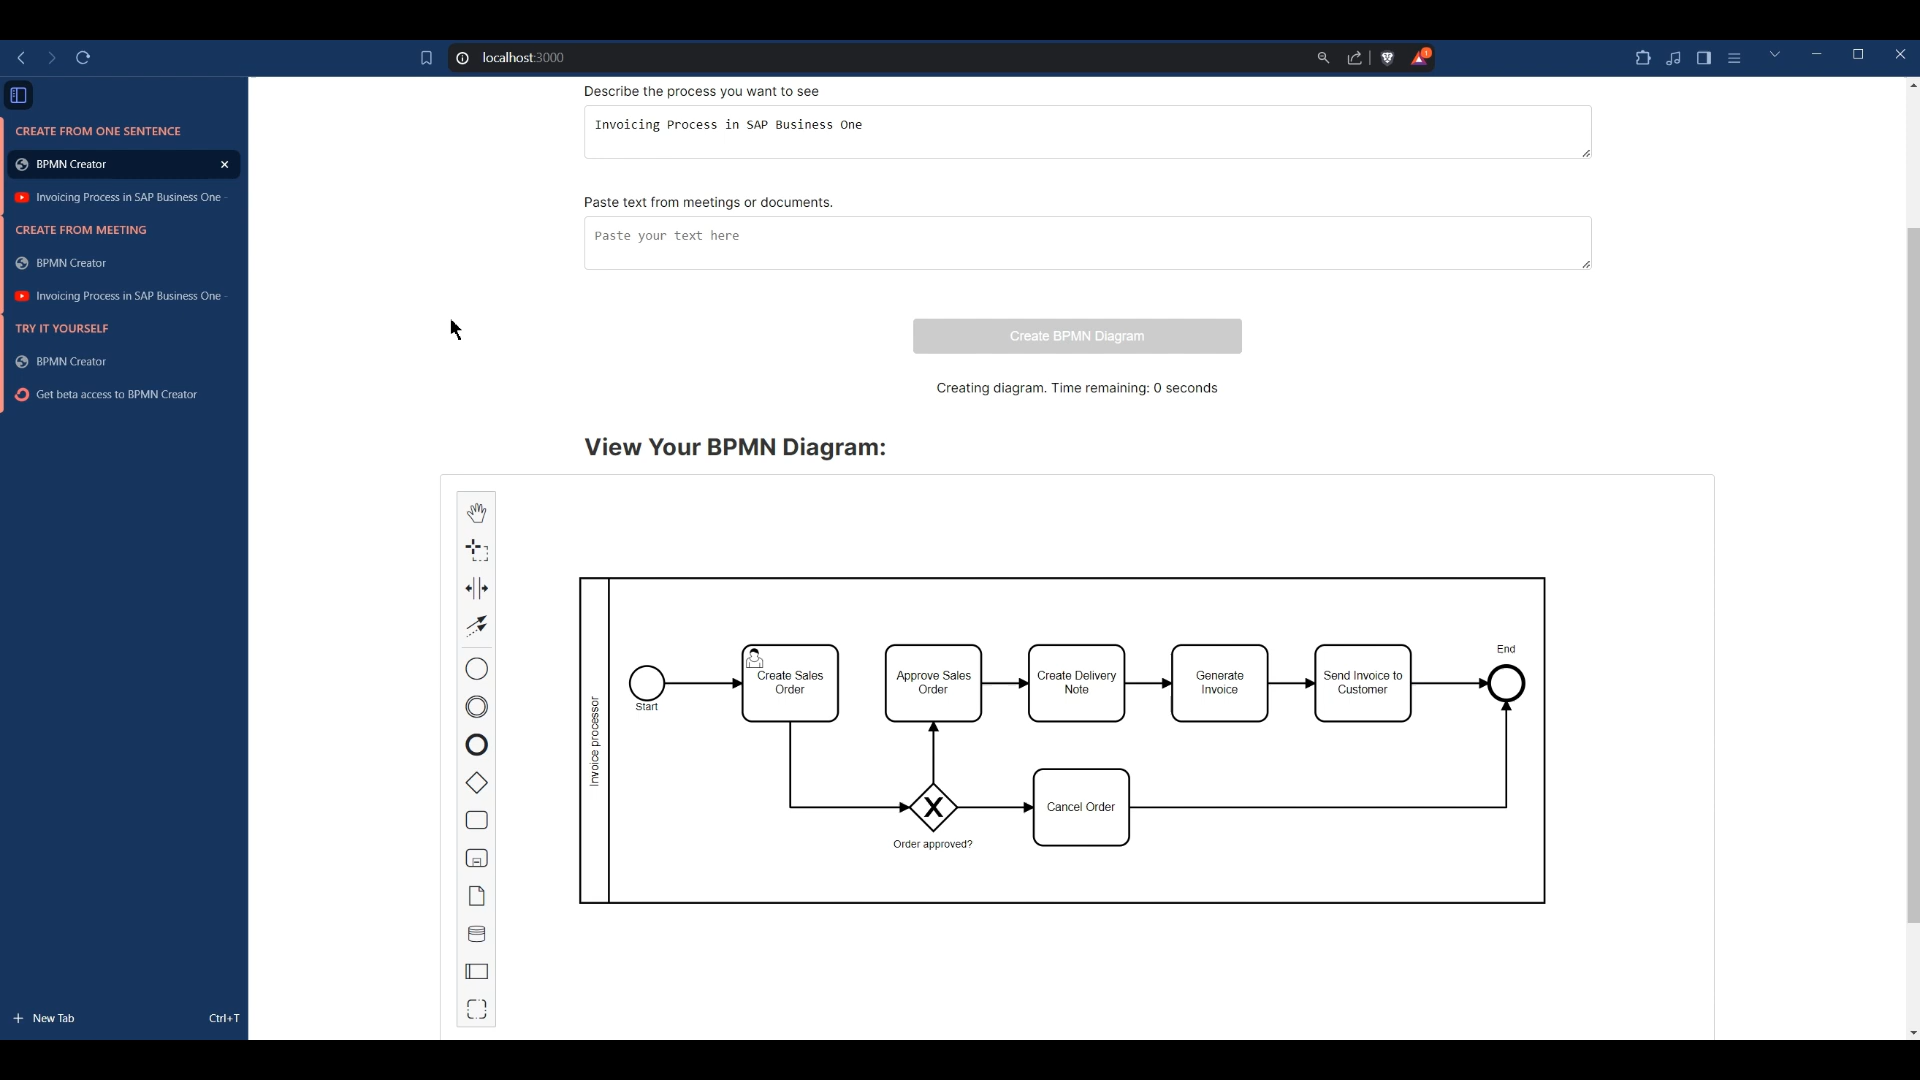 localhost:3000
1
CREATE FROM ONE SENTENCE
BPMN Creator
Invoicing Process in SAP Business One -
CREATE FROM MEETING
BPMN Creator
Invoicing Process in SAP Business One -
TRY IT YOURSELF
BPMN Creator
Get beta access to BPMN Creator
New Tab Ctrl+T
Describe the process you want to see
Invoicing Process in SAP Business One
Paste text from meetings or documents.
Paste your text here
Create BPMN Diagram
Creating diagram. Time remaining: 0 seconds
View Your BPMN Diagram:
Invoice processor
Start
Create Sales
Order
Approve Sales
Order
Create Delivery
Note
Generate
Invoice
Send Invoice to
Customer
End
X
Order approved?
Cancel Order